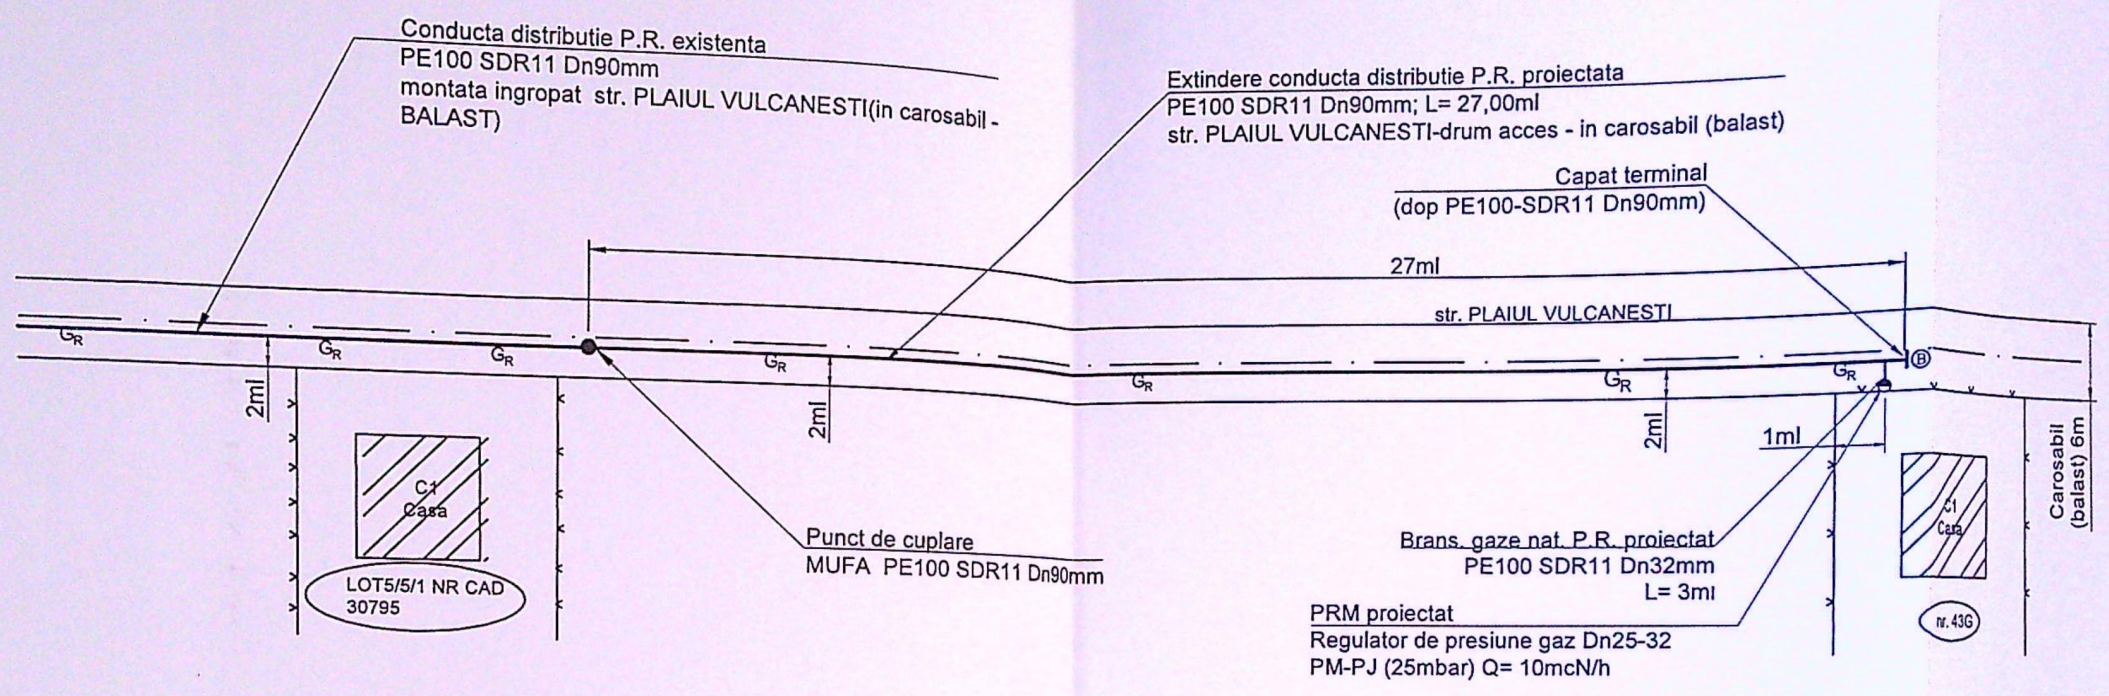 Conducta distributie P.R. existenta
PE100 SDR11 Dn90mm
montata ingropat str. PLAIUL VULCANESTI(in carosabil -
BALAST)
Extindere conducta distributie P.R. proiectata
PE100 SDR11 Dn90mm; L= 27,00ml
str. PLAIUL VULCANESTI-drum acces - in carosabil (balast)
Capat terminal
(dop PE100-SDR11 Dn90mm)
27ml
str. PLAIUL VULCANESTI
GR
GR
GR
GR
GR
GR
GR
B
2ml
2ml
2ml
1ml
Carosabil
(balast) 6m
C1
Casa
LOT5/5/1 NR CAD
30795
Punct de cuplare
MUFA PE100 SDR11 Dn90mm
Brans. gaze nat. P.R. proiectat
PE100 SDR11 Dn32mm
L= 3ml
PRM proiectat
Regulator de presiune gaz Dn25-32
PM-PJ (25mbar) Q= 10mcN/h
C1
Casa
nr. 43G